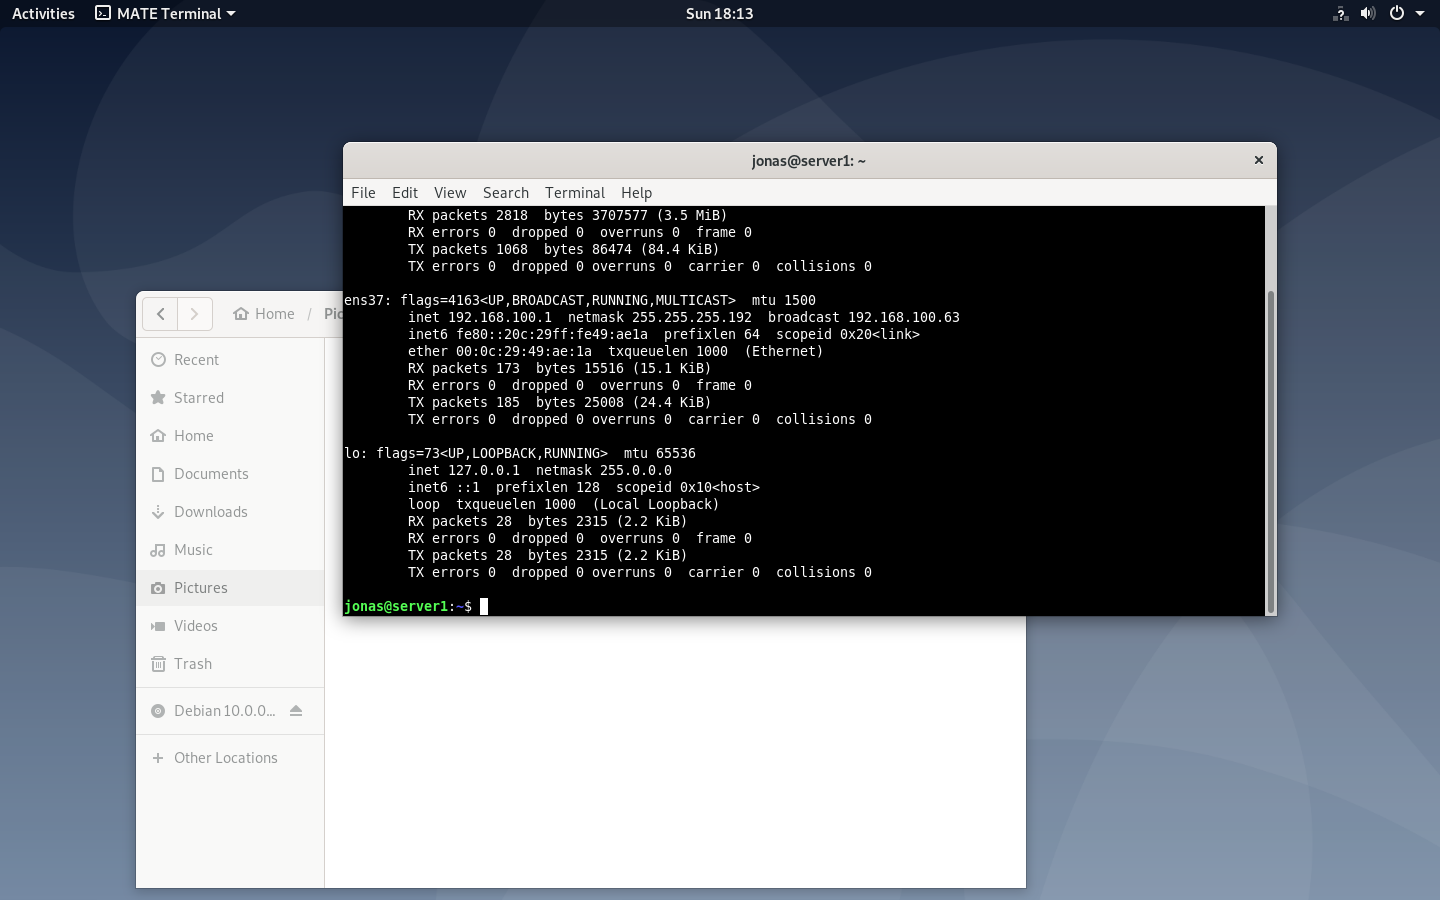 Activities MATE Terminal Sun 18:13
jonas@server1: ~
File Edit View Search Terminal Help
RX packets 2818  bytes 3707577 (3.5 MiB)
RX errors 0  dropped 0  overruns 0  frame 0
TX packets 1068  bytes 86474 (84.4 KiB)
TX errors 0  dropped 0 overruns 0  carrier 0  collisions 0
ens37: flags=4163<UP,BROADCAST,RUNNING,MULTICAST>  mtu 1500
inet 192.168.100.1  netmask 255.255.255.192  broadcast 192.168.100.63
inet6 fe80::20c:29ff:fe49:ae1a  prefixlen 64  scopeid 0x20<link>
ether 00:0c:29:49:ae:1a  txqueuelen 1000  (Ethernet)
RX packets 173  bytes 15516 (15.1 KiB)
RX errors 0  dropped 0  overruns 0  frame 0
TX packets 185  bytes 25008 (24.4 KiB)
TX errors 0  dropped 0 overruns 0  carrier 0  collisions 0
lo: flags=73<UP,LOOPBACK,RUNNING>  mtu 65536
inet 127.0.0.1  netmask 255.0.0.0
inet6 ::1  prefixlen 128  scopeid 0x10<host>
loop  txqueuelen 1000  (Local Loopback)
RX packets 28  bytes 2315 (2.2 KiB)
RX errors 0  dropped 0  overruns 0  frame 0
TX packets 28  bytes 2315 (2.2 KiB)
TX errors 0  dropped 0 overruns 0  carrier 0  collisions 0
jonas@server1:~$
Home / Pic
Recent
Starred
Home
Documents
Downloads
Music
Pictures
Videos
Trash
Debian 10.0.0...
Other Locations